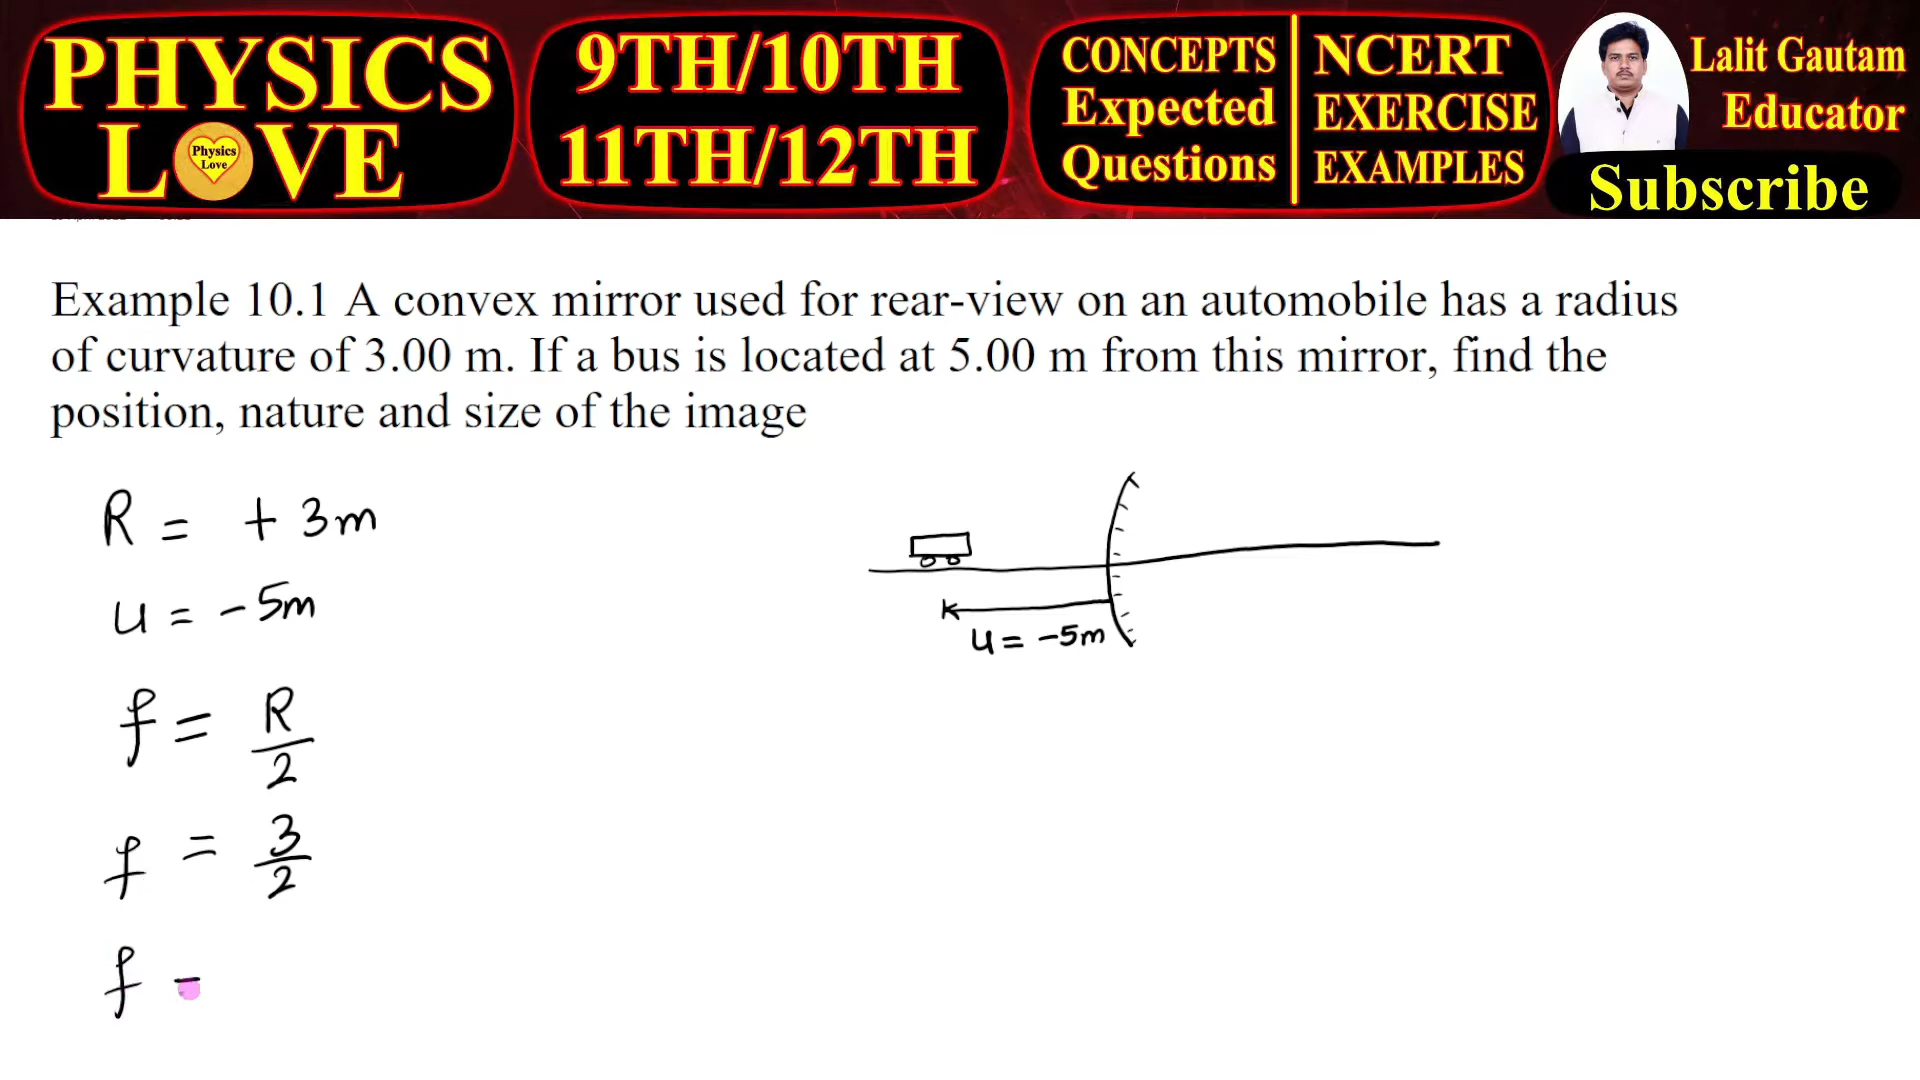 PHYSICS
LOVE
Physics
Love
9TH/10TH
11TH/12TH
CONCEPTS
Expected
Questions
NCERT
EXERCISE
EXAMPLES
Lalit Gautam
Educator
Subscribe
Example 10.1 A convex mirror used for rear-view on an automobile has a radius
of curvature of 3.00 m. If a bus is located at 5.00 m from this mirror, find the
position, nature and size of the image
R = + 3m
u = - 5m
f = R/2
f = 3/2
f -
u = -5m